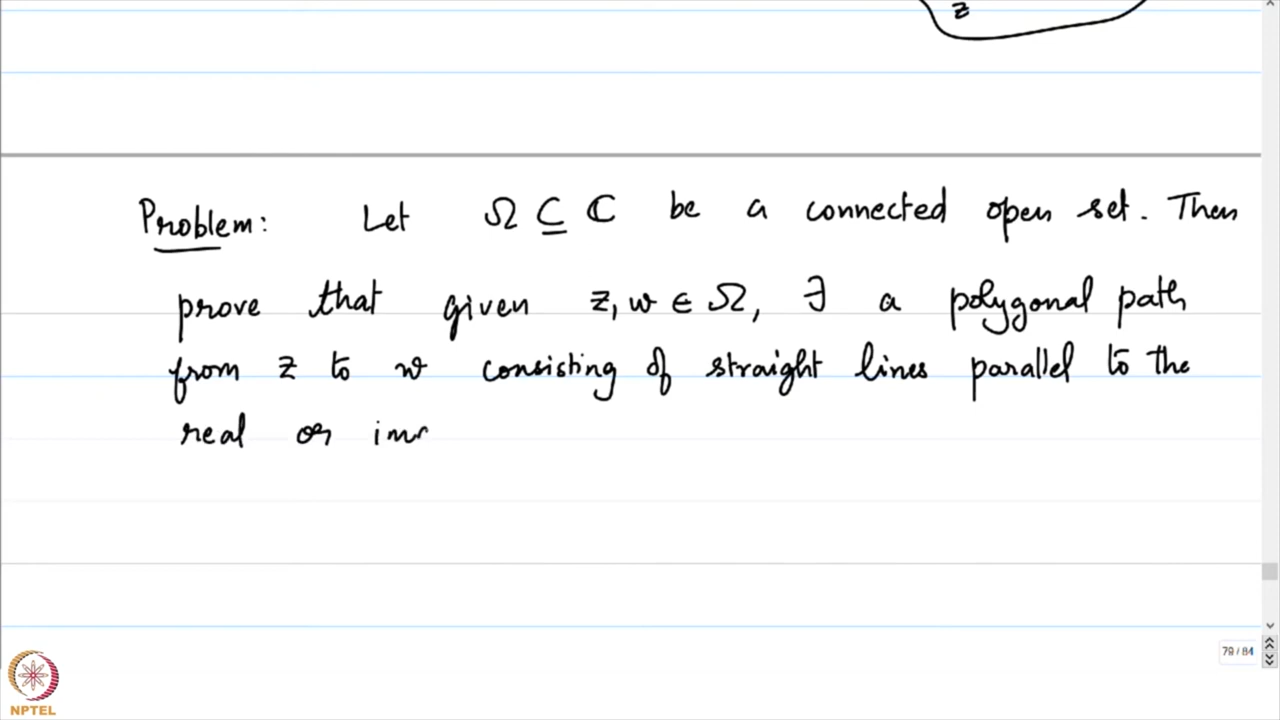 z
Problem: Let Ω ⊆ ℂ be a connected open set. Then
prove that given z, w ∈ Ω, ∃ a polygonal path
from z to w consisting of straight lines parallel to the
real or ima
79 / 84
NPTEL